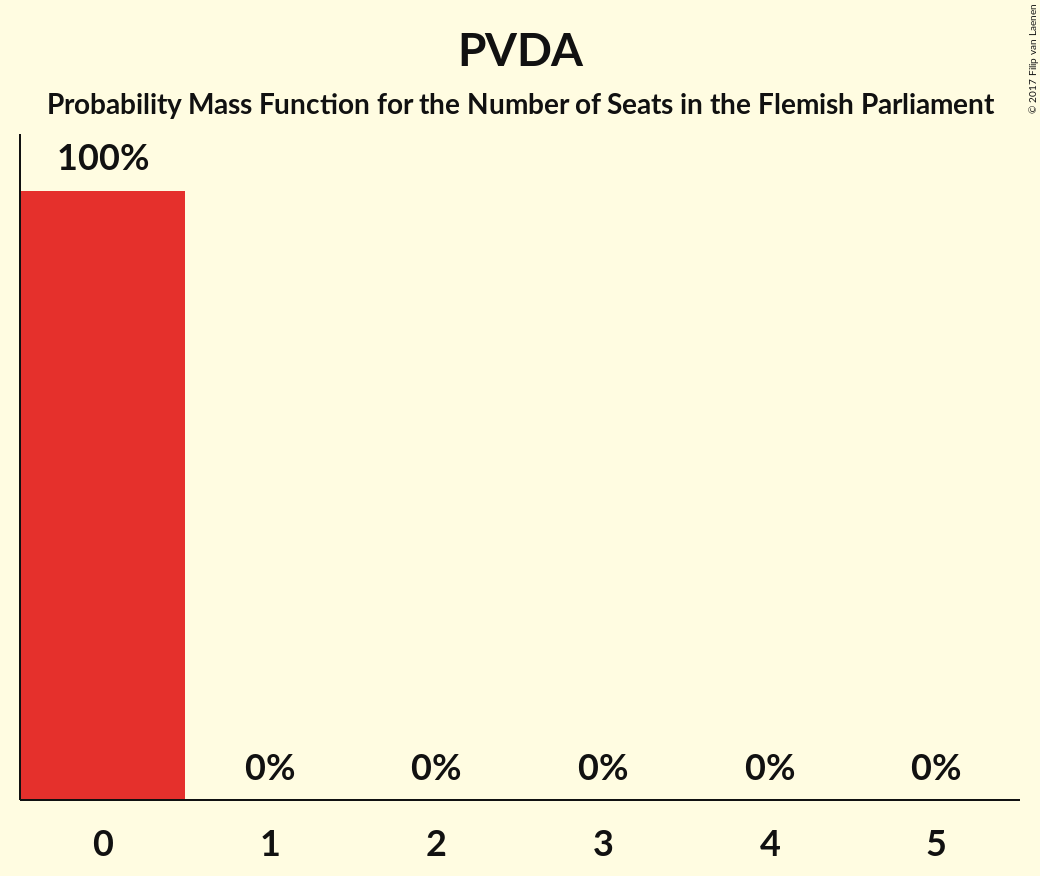 PVDA
Probability Mass Function for the Number of Seats in the Flemish Parliament
© 2017 Filip van Laenen
100%
0% 0% 0% 0% 0%
0 1 2 3 4 5